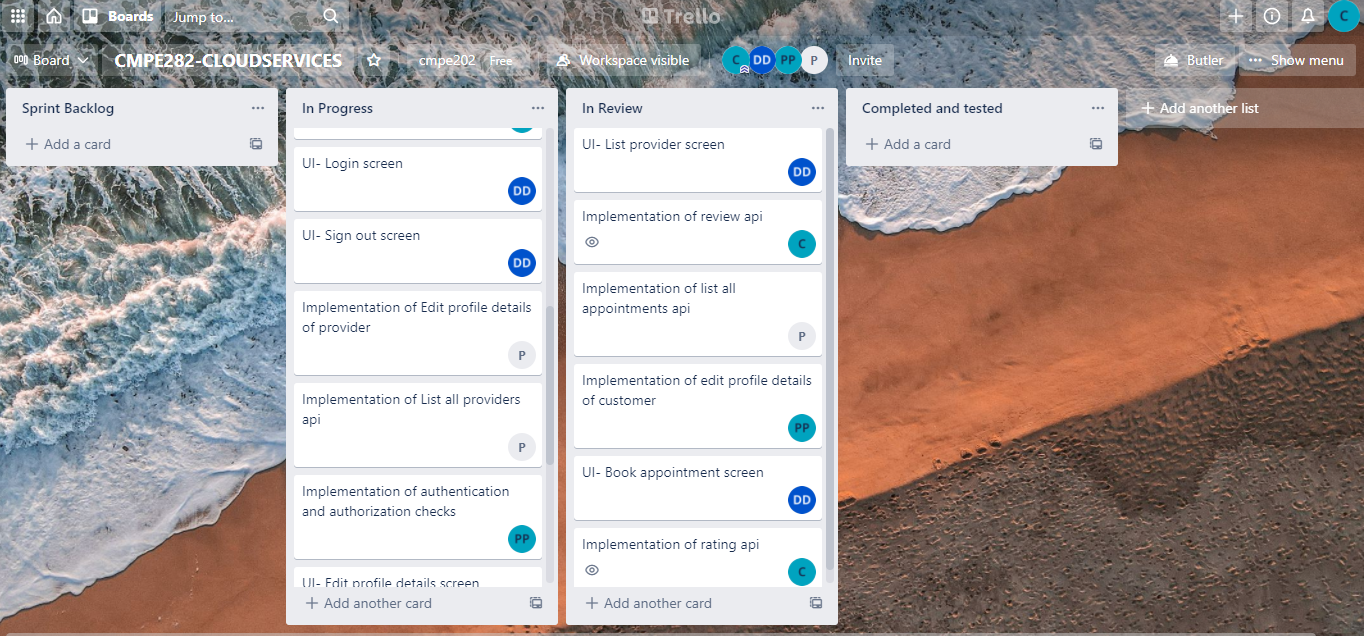 Boards
Jump to...
Trello
C
Board
CMPE282-CLOUDSERVICES
cmpe202
Free
Workspace visible
C
DD
PP
P
Invite
Butler
Show menu
Sprint Backlog
Add a card
In Progress
UI- Login screen
DD
UI- Sign out screen
DD
Implementation of Edit profile details
of provider
P
Implementation of List all providers
api
P
Implementation of authentication
and authorization checks
PP
UI- Edit profile details screen
Add another card
In Review
UI- List provider screen
DD
Implementation of review api
C
Implementation of list all
appointments api
P
Implementation of edit profile details
of customer
PP
UI- Book appointment screen
DD
Implementation of rating api
C
Add another card
Completed and tested
Add a card
Add another list